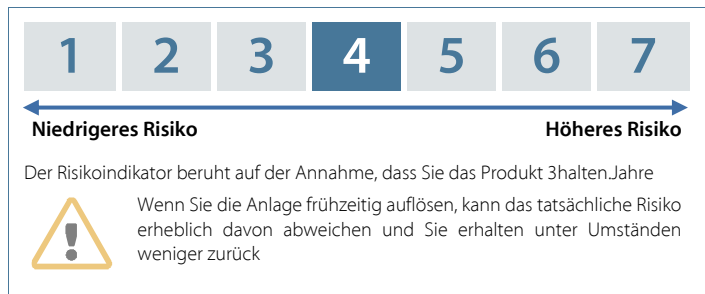 1 2 3 4 5 6 7
Niedrigeres Risiko Höheres Risiko
Der Risikoindikator beruht auf der Annahme, dass Sie das Produkt 3halten.Jahre
Wenn Sie die Anlage frühzeitig auflösen, kann das tatsächliche Risiko
erheblich davon abweichen und Sie erhalten unter Umständen
weniger zurück